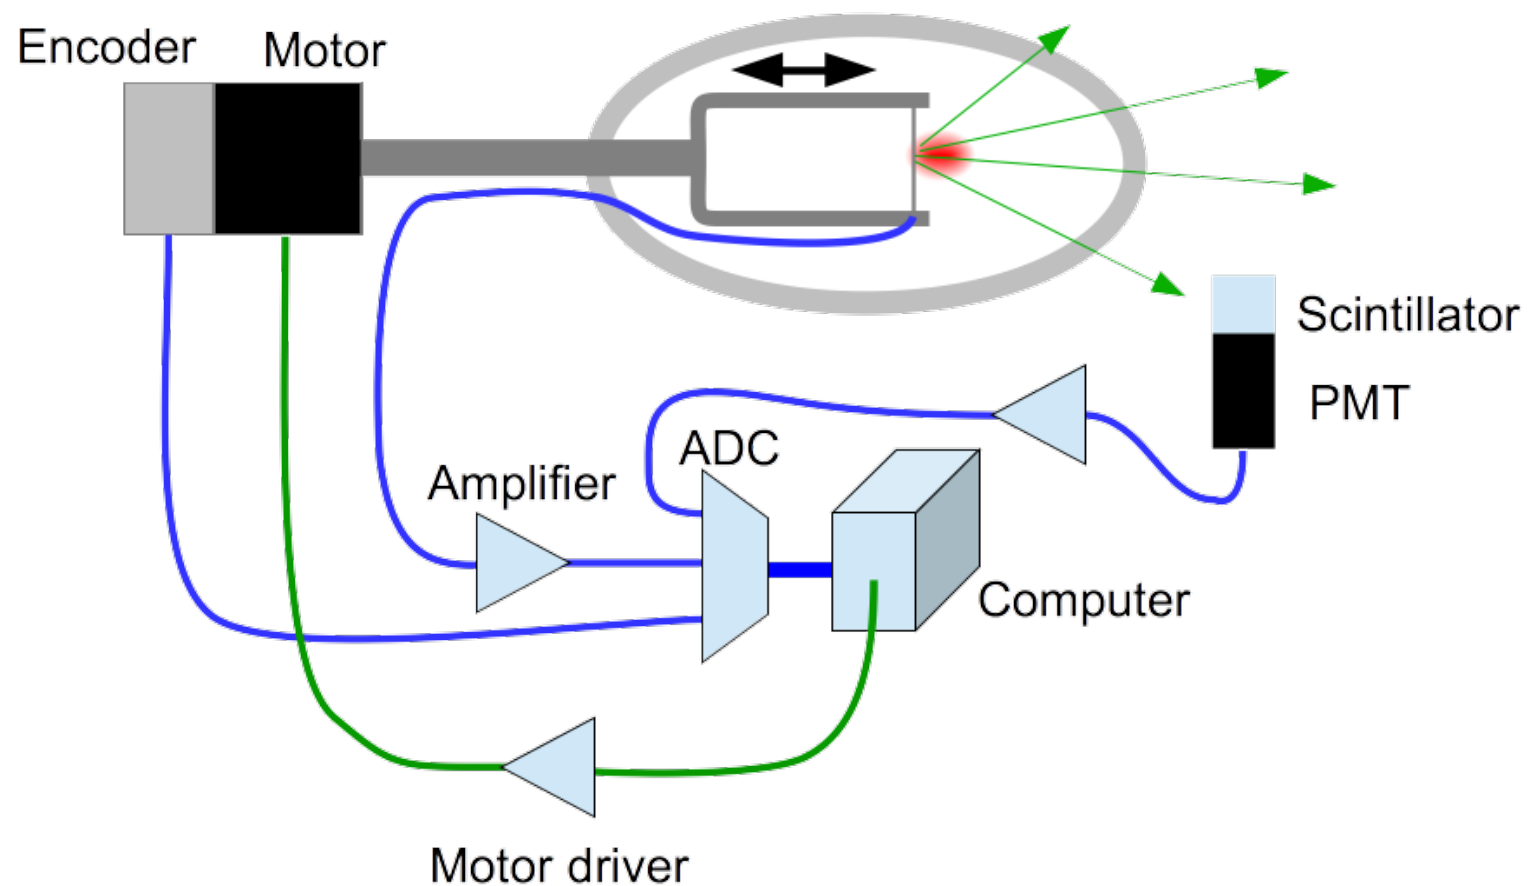 Encoder
Motor
Scintillator
PMT
ADC
Amplifier
Computer
Motor driver